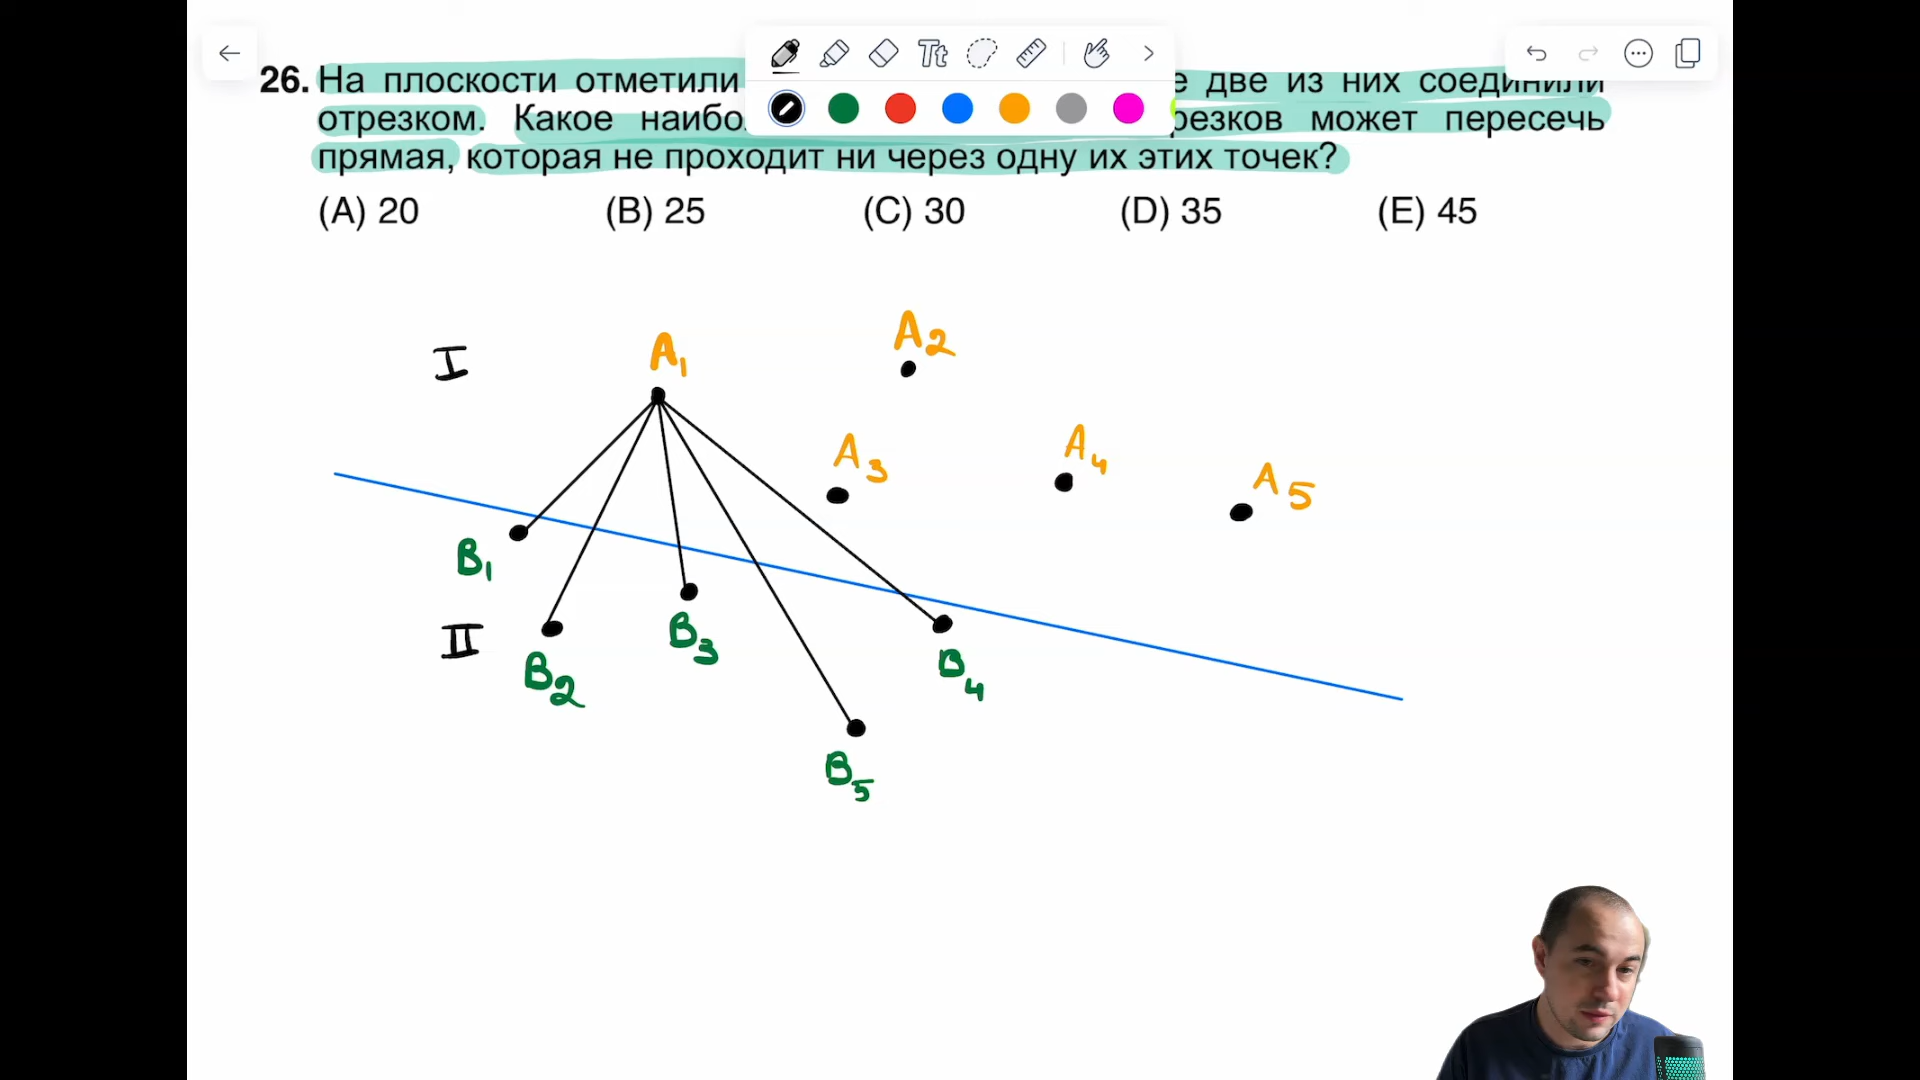 26. На плоскости отметили е две из них соединили
отрезком. Какое наибо резков может пересечь
прямая, которая не проходит ни через одну их этих точек?
(A) 20 (B) 25 (C) 30 (D) 35 (E) 45
I
A1
A2
A3
A4
A5
B1
II
B2
B3
B4
B5
Tt